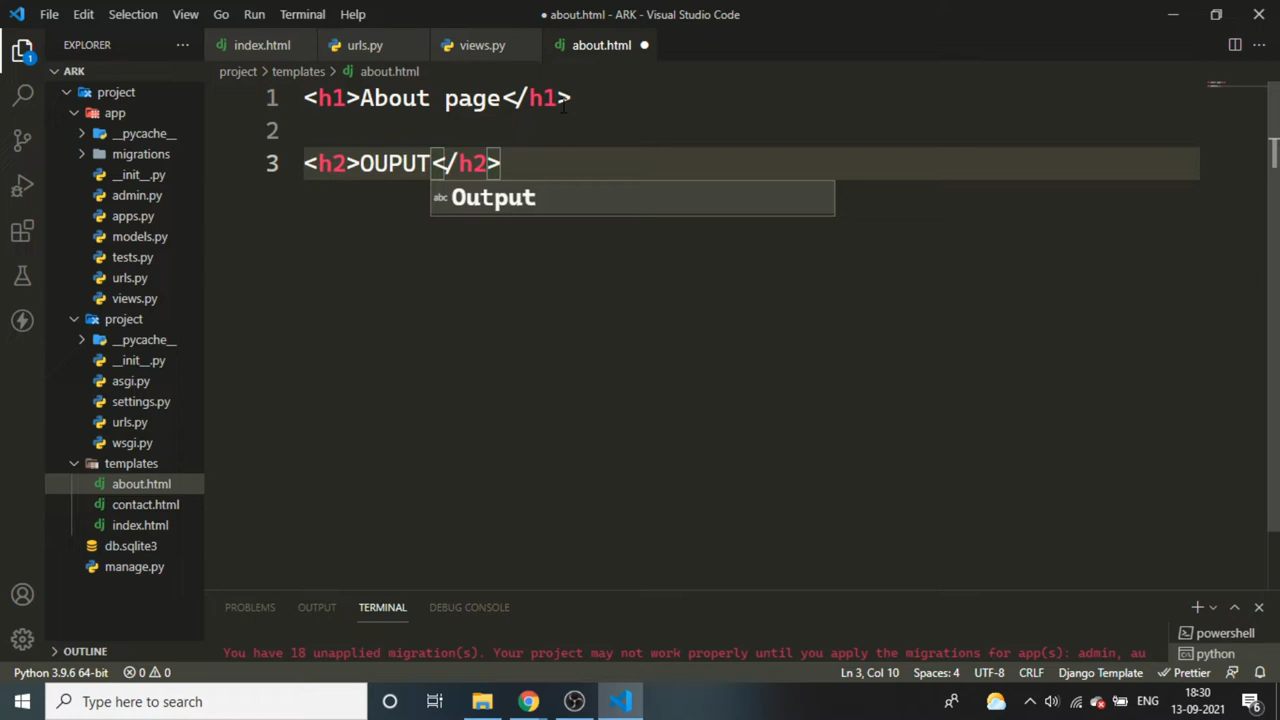 File Edit Selection View Go Run Terminal Help
● about.html - ARK - Visual Studio Code
1
EXPLORER
ARK
project
app
__pycache__
migrations
__init__.py
admin.py
apps.py
models.py
tests.py
urls.py
views.py
project
__pycache__
__init__.py
asgi.py
settings.py
urls.py
wsgi.py
templates
about.html
contact.html
index.html
db.sqlite3
manage.py
OUTLINE
index.html urls.py views.py about.html
project > templates > about.html
1 <h1>About page</h1>
2
3 <h2>OUPUT</h2>
abc Output
PROBLEMS OUTPUT TERMINAL DEBUG CONSOLE
You have 18 unapplied migration(s). Your project may not work properly until you apply the migrations for app(s): admin, au
powershell
python
Python 3.9.6 64-bit 0 0 Ln 3, Col 10 Spaces: 4 UTF-8 CRLF Django Template Prettier
Type here to search
ENG
18:30
13-09-2021
6